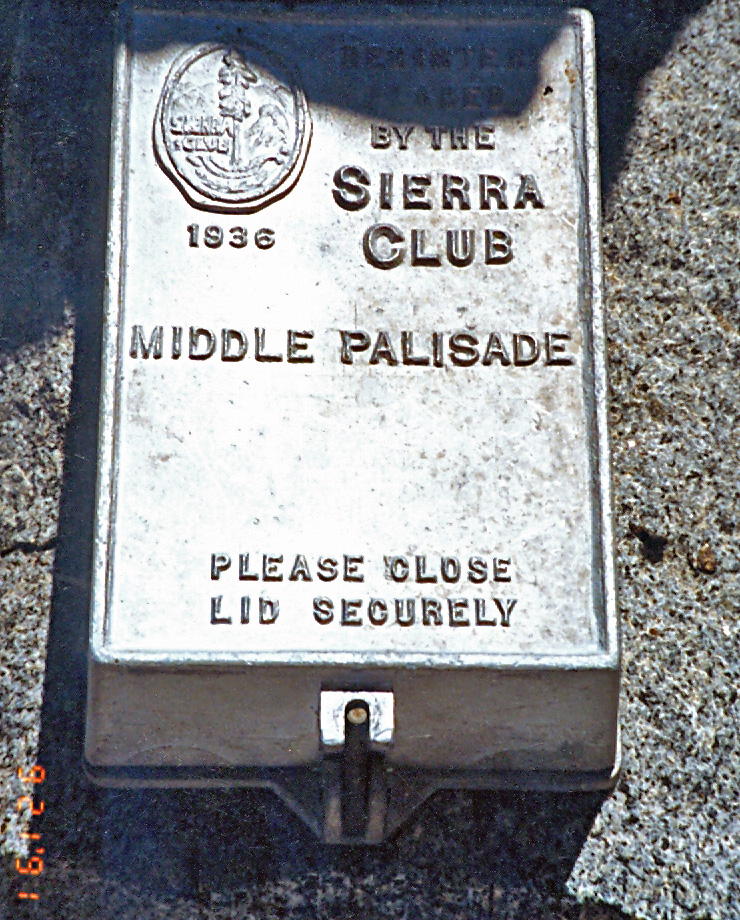 SIERRA
CLUB
1936
BY THE
SIERRA
CLUB
MIDDLE PALISADE
PLEASE CLOSE
LID SECURELY